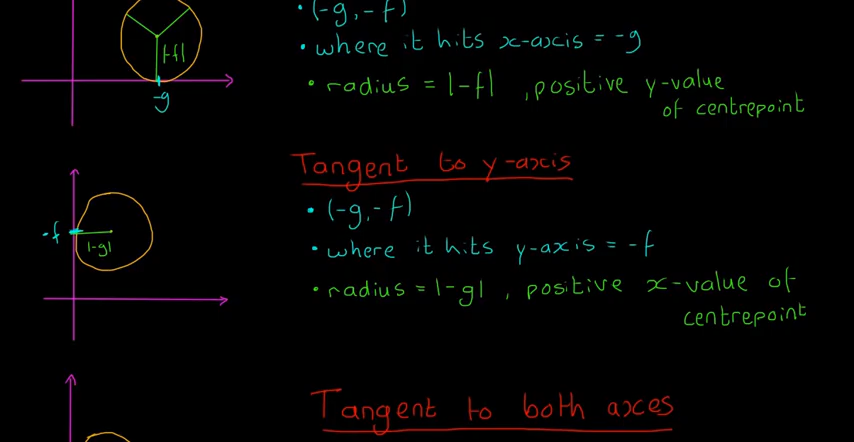 • (-g, -f)
• where it hits x-axis = -g
|-f|
• radius = |-f| , positive y-value
of centrepoint
-g
Tangent to y-axis
• (-g, -f)
-f
• where it hits y-axis = -f
|-g|
• radius = |-g| , positive x-value of
centrepoint
Tangent to both axes